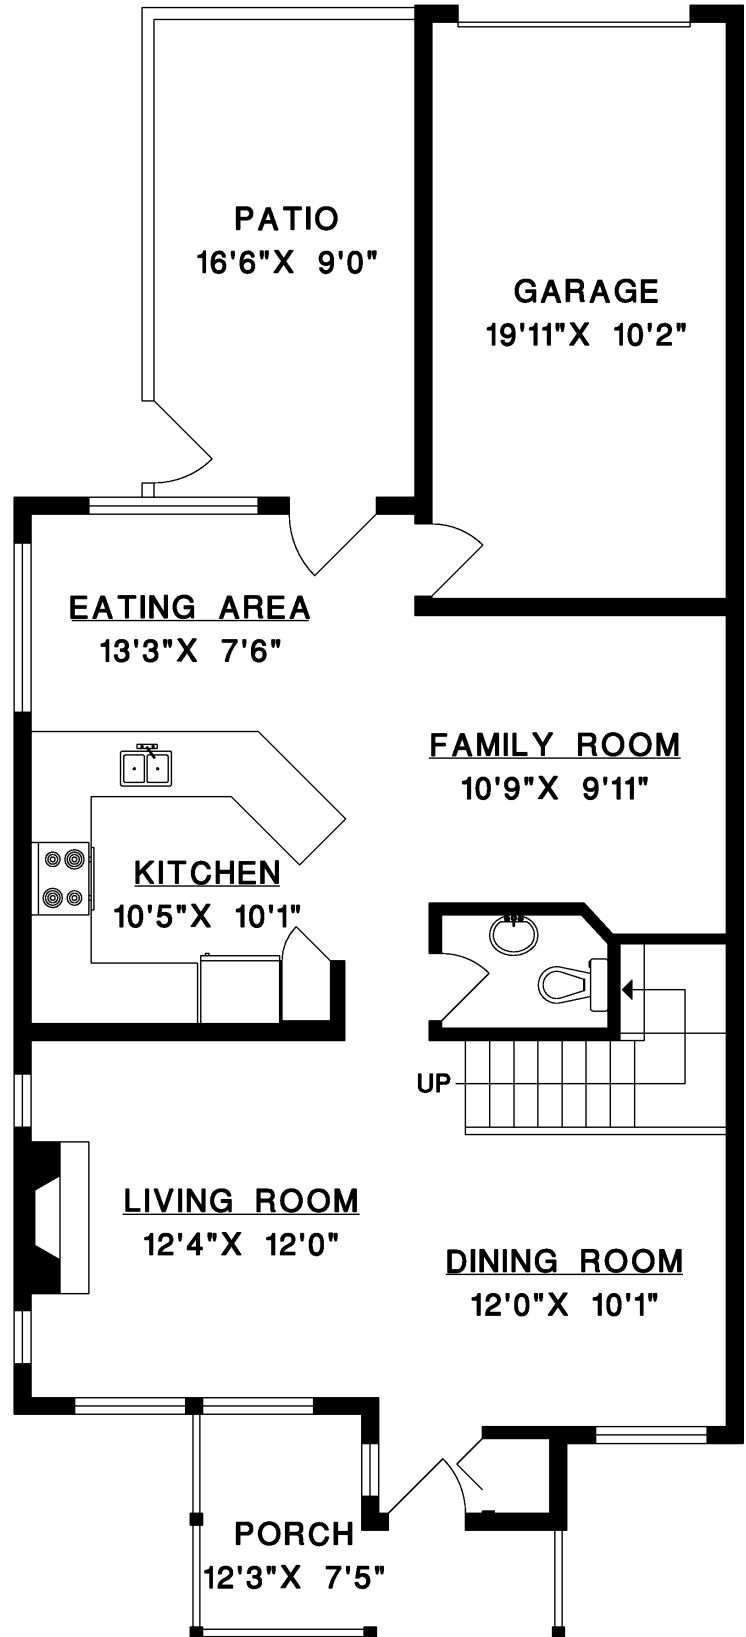 PATIO
16'6"X 9'0"
GARAGE
19'11"X 10'2"
EATING AREA
13'3"X 7'6"
FAMILY ROOM
10'9"X 9'11"
KITCHEN
10'5"X 10'1"
UP
LIVING ROOM
12'4"X 12'0"
DINING ROOM
12'0"X 10'1"
PORCH
12'3"X 7'5"